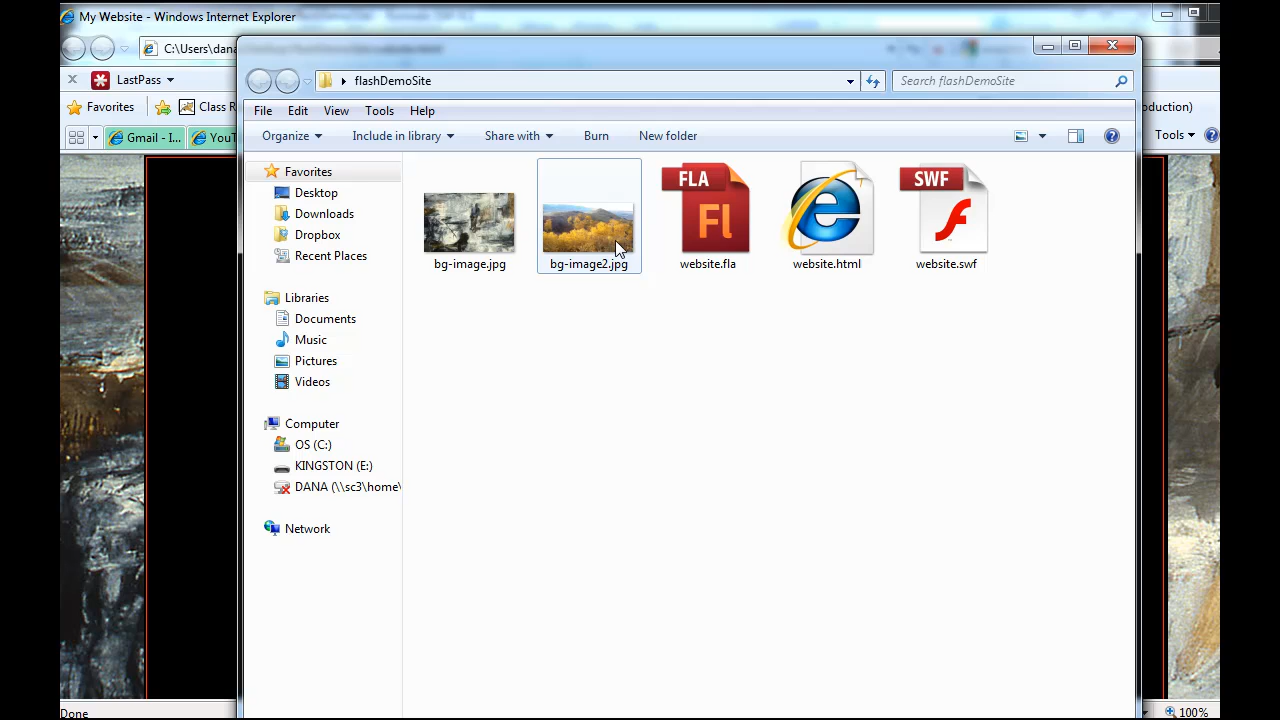 My Website - Windows Internet Explorer
C:\Users\dana
LastPass
Favorites
Class R
oduction)
Gmail - I...
YouT
Tools
flashDemoSite
Search flashDemoSite
File Edit View Tools Help
Organize Include in library Share with Burn New folder
Favorites
Desktop
Downloads
Dropbox
Recent Places
Libraries
Documents
Music
Pictures
Videos
Computer
OS (C:)
KINGSTON (E:)
DANA (\\sc3\home\
Network
FLA
Fl
SWF
bg-image.jpg
bg-image2.jpg
website.fla
website.html
website.swf
Done
100%